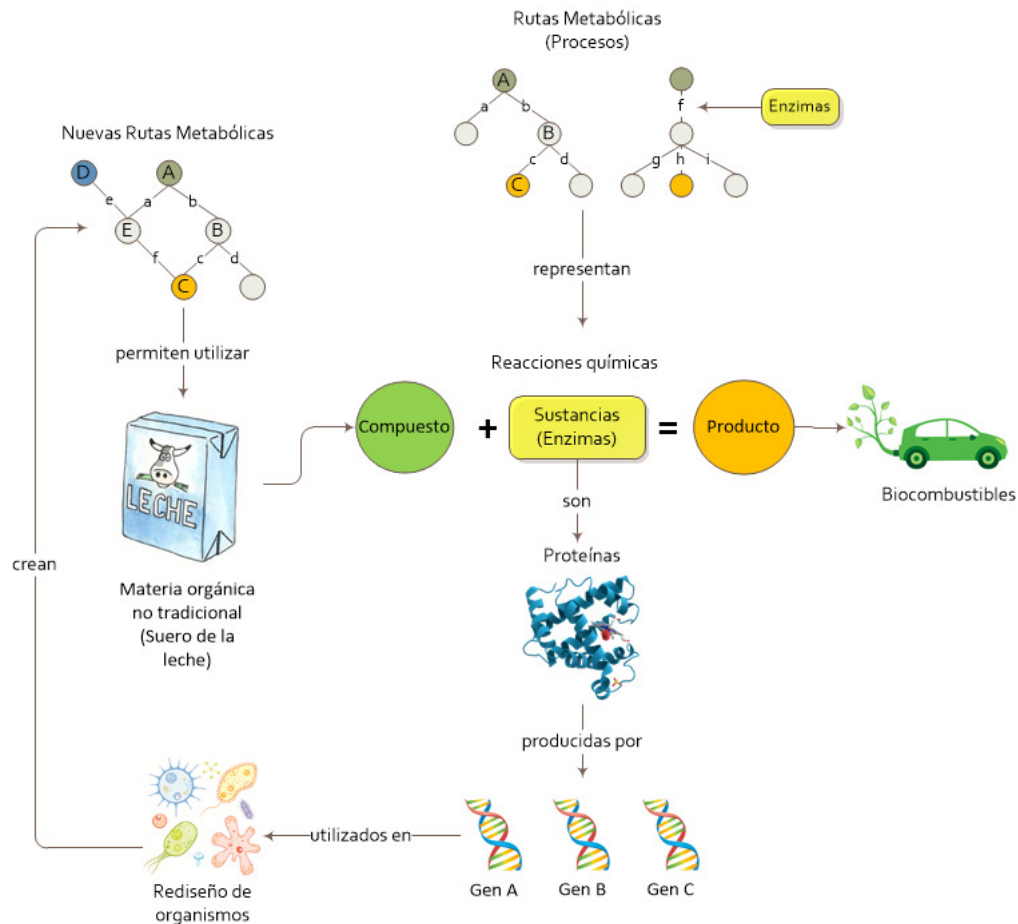 Rutas Metabólicas
(Procesos)
A
a
b
B
c
d
C
f
g
h
i
Enzimas
Nuevas Rutas Metabólicas
D
A
e
a
b
E
B
f
c
d
C
representan
permiten utilizar
Reacciones químicas
Compuesto
+
Sustancias
(Enzimas)
=
Producto
Biocombustibles
LECHE
son
crean
Proteínas
Materia orgánica
no tradicional
(Suero de la
leche)
producidas por
utilizados en
Gen A
Gen B
Gen C
Rediseño de
organismos